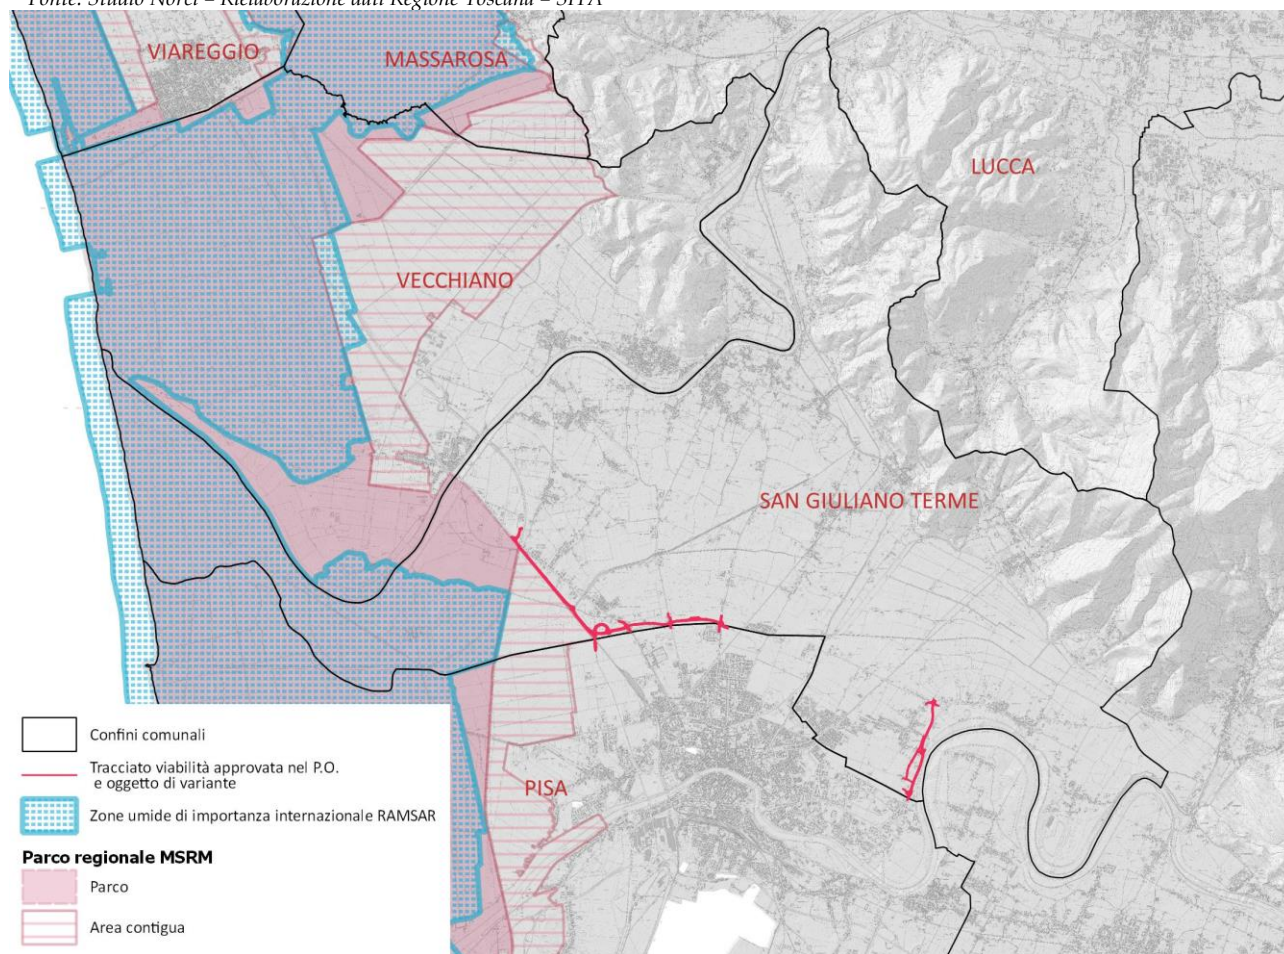 Fonte: Studio Norci – Rielaborazione dati Regione Toscana – SITA
VIAREGGIO
MASSAROSA
LUCCA
VECCHIANO
SAN GIULIANO TERME
PISA
Confini comunali
Tracciato viabilità approvata nel P.O.
e oggetto di variante
Zone umide di importanza internazionale RAMSAR
Parco regionale MSRM
Parco
Area contigua